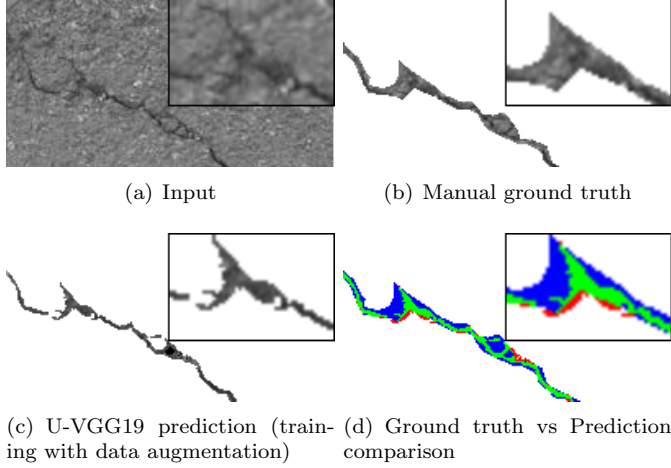 (a) Input
(b) Manual ground truth
(c) U-VGG19 prediction (train-
ing with data augmentation)
(d) Ground truth vs Prediction
comparison